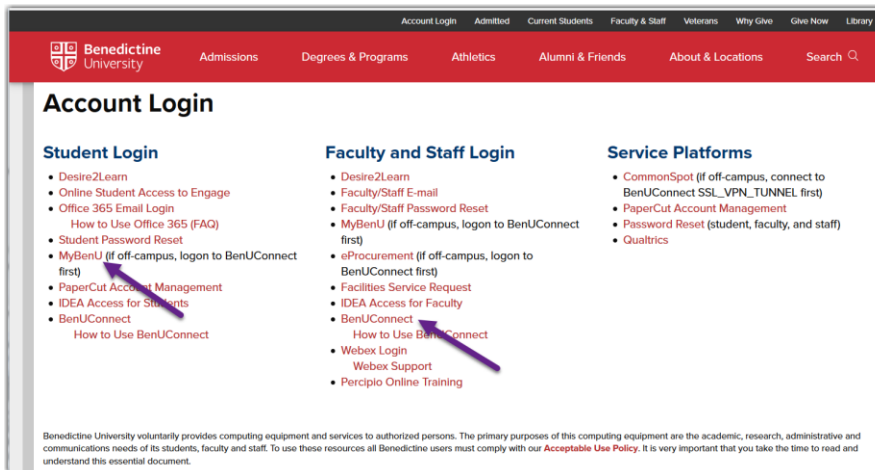 Account Login Admitted Current Students Faculty & Staff Veterans Why Give Give Now Library
Benedictine
University
Admissions Degrees & Programs Athletics Alumni & Friends About & Locations Search
Account Login
Student Login
• Desire2Learn
• Online Student Access to Engage
• Office 365 Email Login
How to Use Office 365 (FAQ)
• Student Password Reset
• MyBenU (if off-campus, logon to BenUConnect
first)
• PaperCut Account Management
• IDEA Access for Students
• BenUConnect
How to Use BenUConnect
Faculty and Staff Login
• Desire2Learn
• Faculty/Staff E-mail
• Faculty/Staff Password Reset
• MyBenU (if off-campus, logon to BenUConnect
first)
• eProcurement (if off-campus, logon to
BenUConnect first)
• Facilities Service Request
• IDEA Access for Faculty
• BenUConnect
How to Use BenUConnect
• Webex Login
Webex Support
• Percipio Online Training
Service Platforms
• CommonSpot (if off-campus, connect to
BenUConnect SSL_VPN_TUNNEL first)
• PaperCut Account Management
• Password Reset (student, faculty, and staff)
• Qualtrics
Benedictine University voluntarily provides computing equipment and services to authorized persons. The primary purposes of this computing equipment are the academic, research, administrative and
communications needs of its students, faculty and staff. To use these resources all Benedictine users must comply with our Acceptable Use Policy. It is very important that you take the time to read and
understand this essential document.